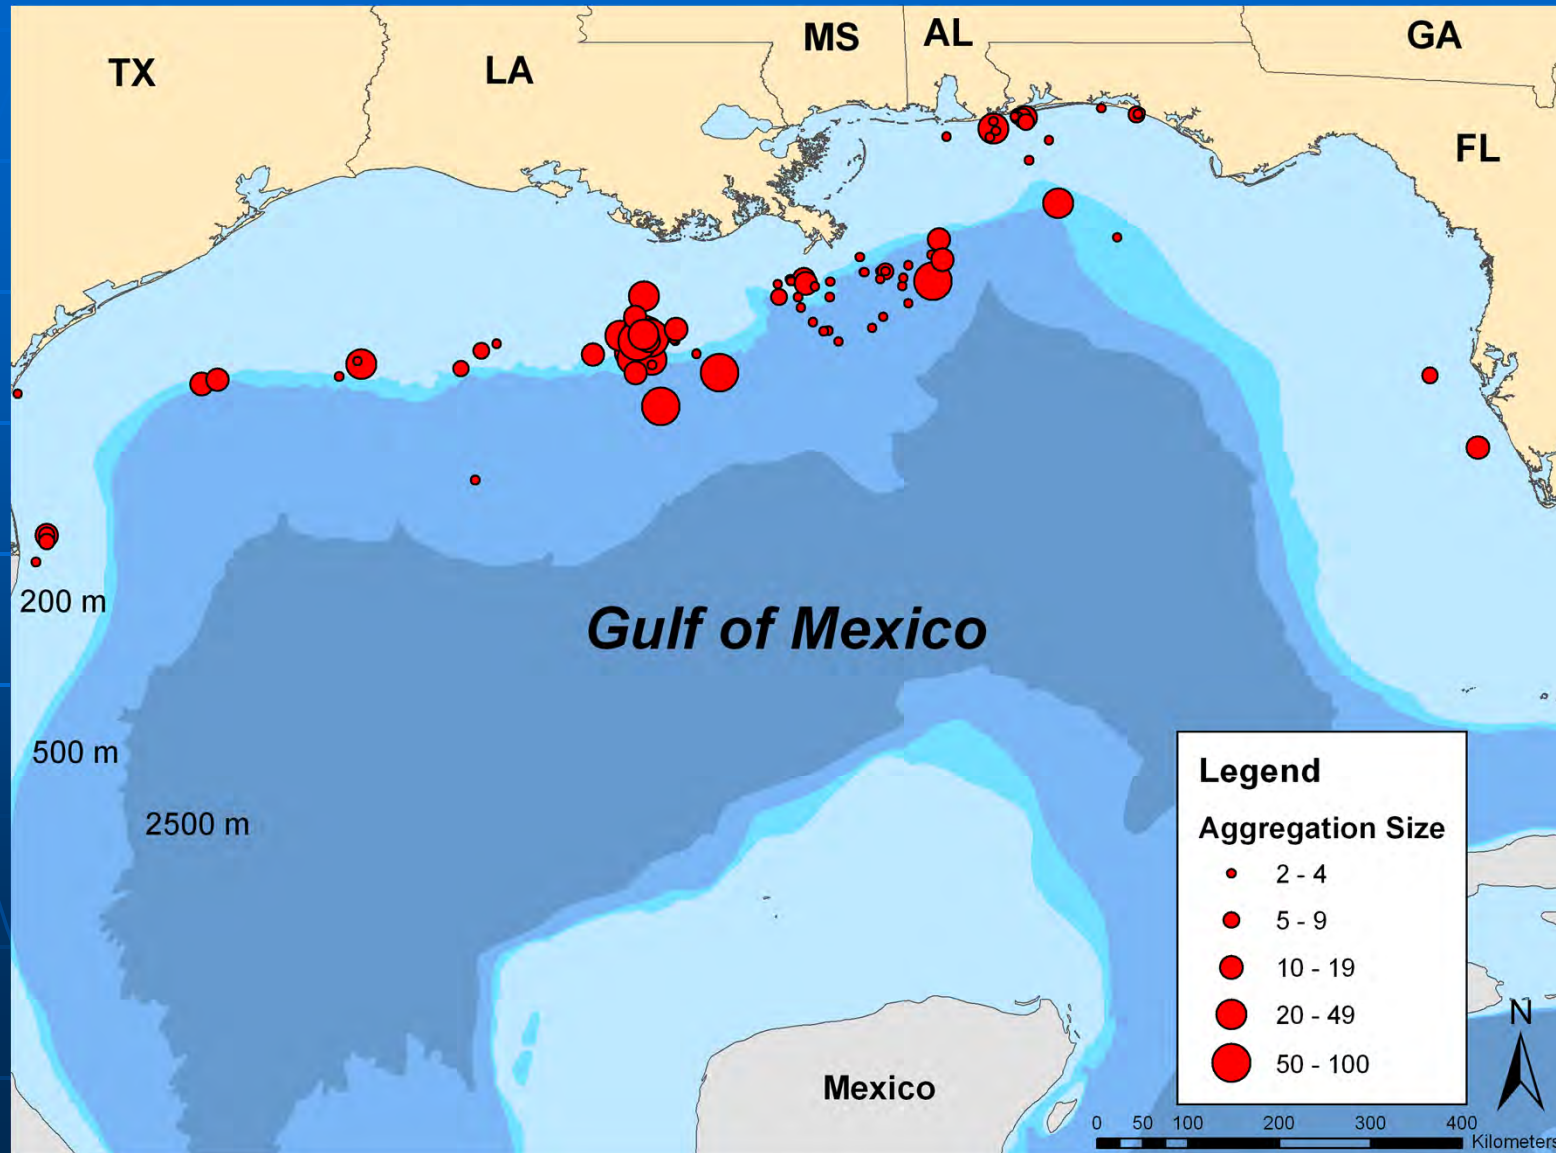 TX
LA
MS
AL
GA
FL
Gulf of Mexico
200 m
500 m
2500 m
Mexico
Legend
Aggregation Size
2 - 4
5 - 9
10 - 19
20 - 49
50 - 100
N
0 50 100 200 300 400
Kilometers